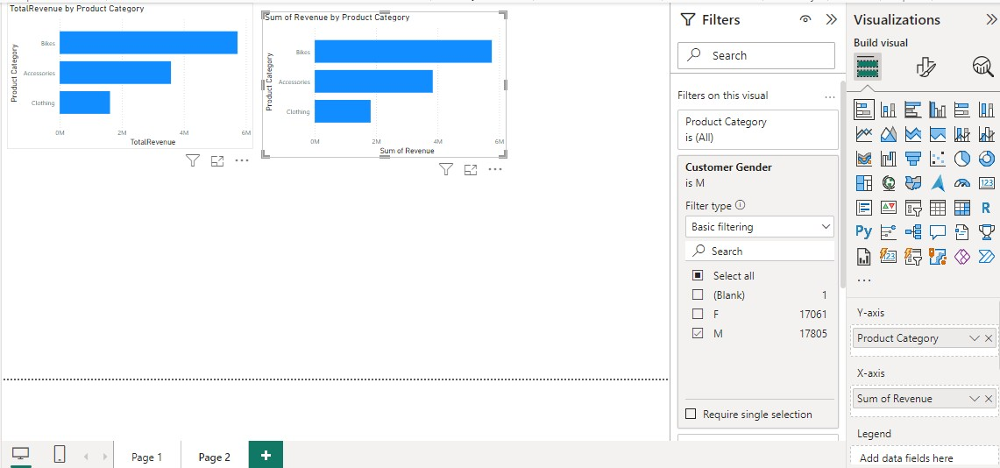 TotalRevenue by Product Category
Product Category
Bikes
Accessories
Clothing
0M 2M 4M 6M
TotalRevenue
Sum of Revenue by Product Category
Product Category
Bikes
Accessories
Clothing
0M 2M 4M 6M
Sum of Revenue
Filters
Search
Filters on this visual
...
Product Category
is (All)
Customer Gender
is M
Filter type
Basic filtering
Search
Select all
(Blank) 1
F 17061
M 17805
Require single selection
Visualizations
Build visual
123
R
Py
123
...
Y-axis
Product Category
X-axis
Sum of Revenue
Legend
Add data fields here
Page 1
Page 2
+